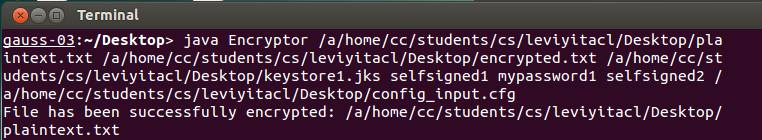 Terminal
gauss-03:~/Desktop> java Encryptor /a/home/cc/students/cs/leviyitacl/Desktop/pla
intext.txt /a/home/cc/students/cs/leviyitacl/Desktop/encrypted.txt /a/home/cc/st
udents/cs/leviyitacl/Desktop/keystore1.jks selfsigned1 mypassword1 selfsigned2 /
a/home/cc/students/cs/leviyitacl/Desktop/config_input.cfg
File has been successfully encrypted: /a/home/cc/students/cs/leviyitacl/Desktop/
plaintext.txt